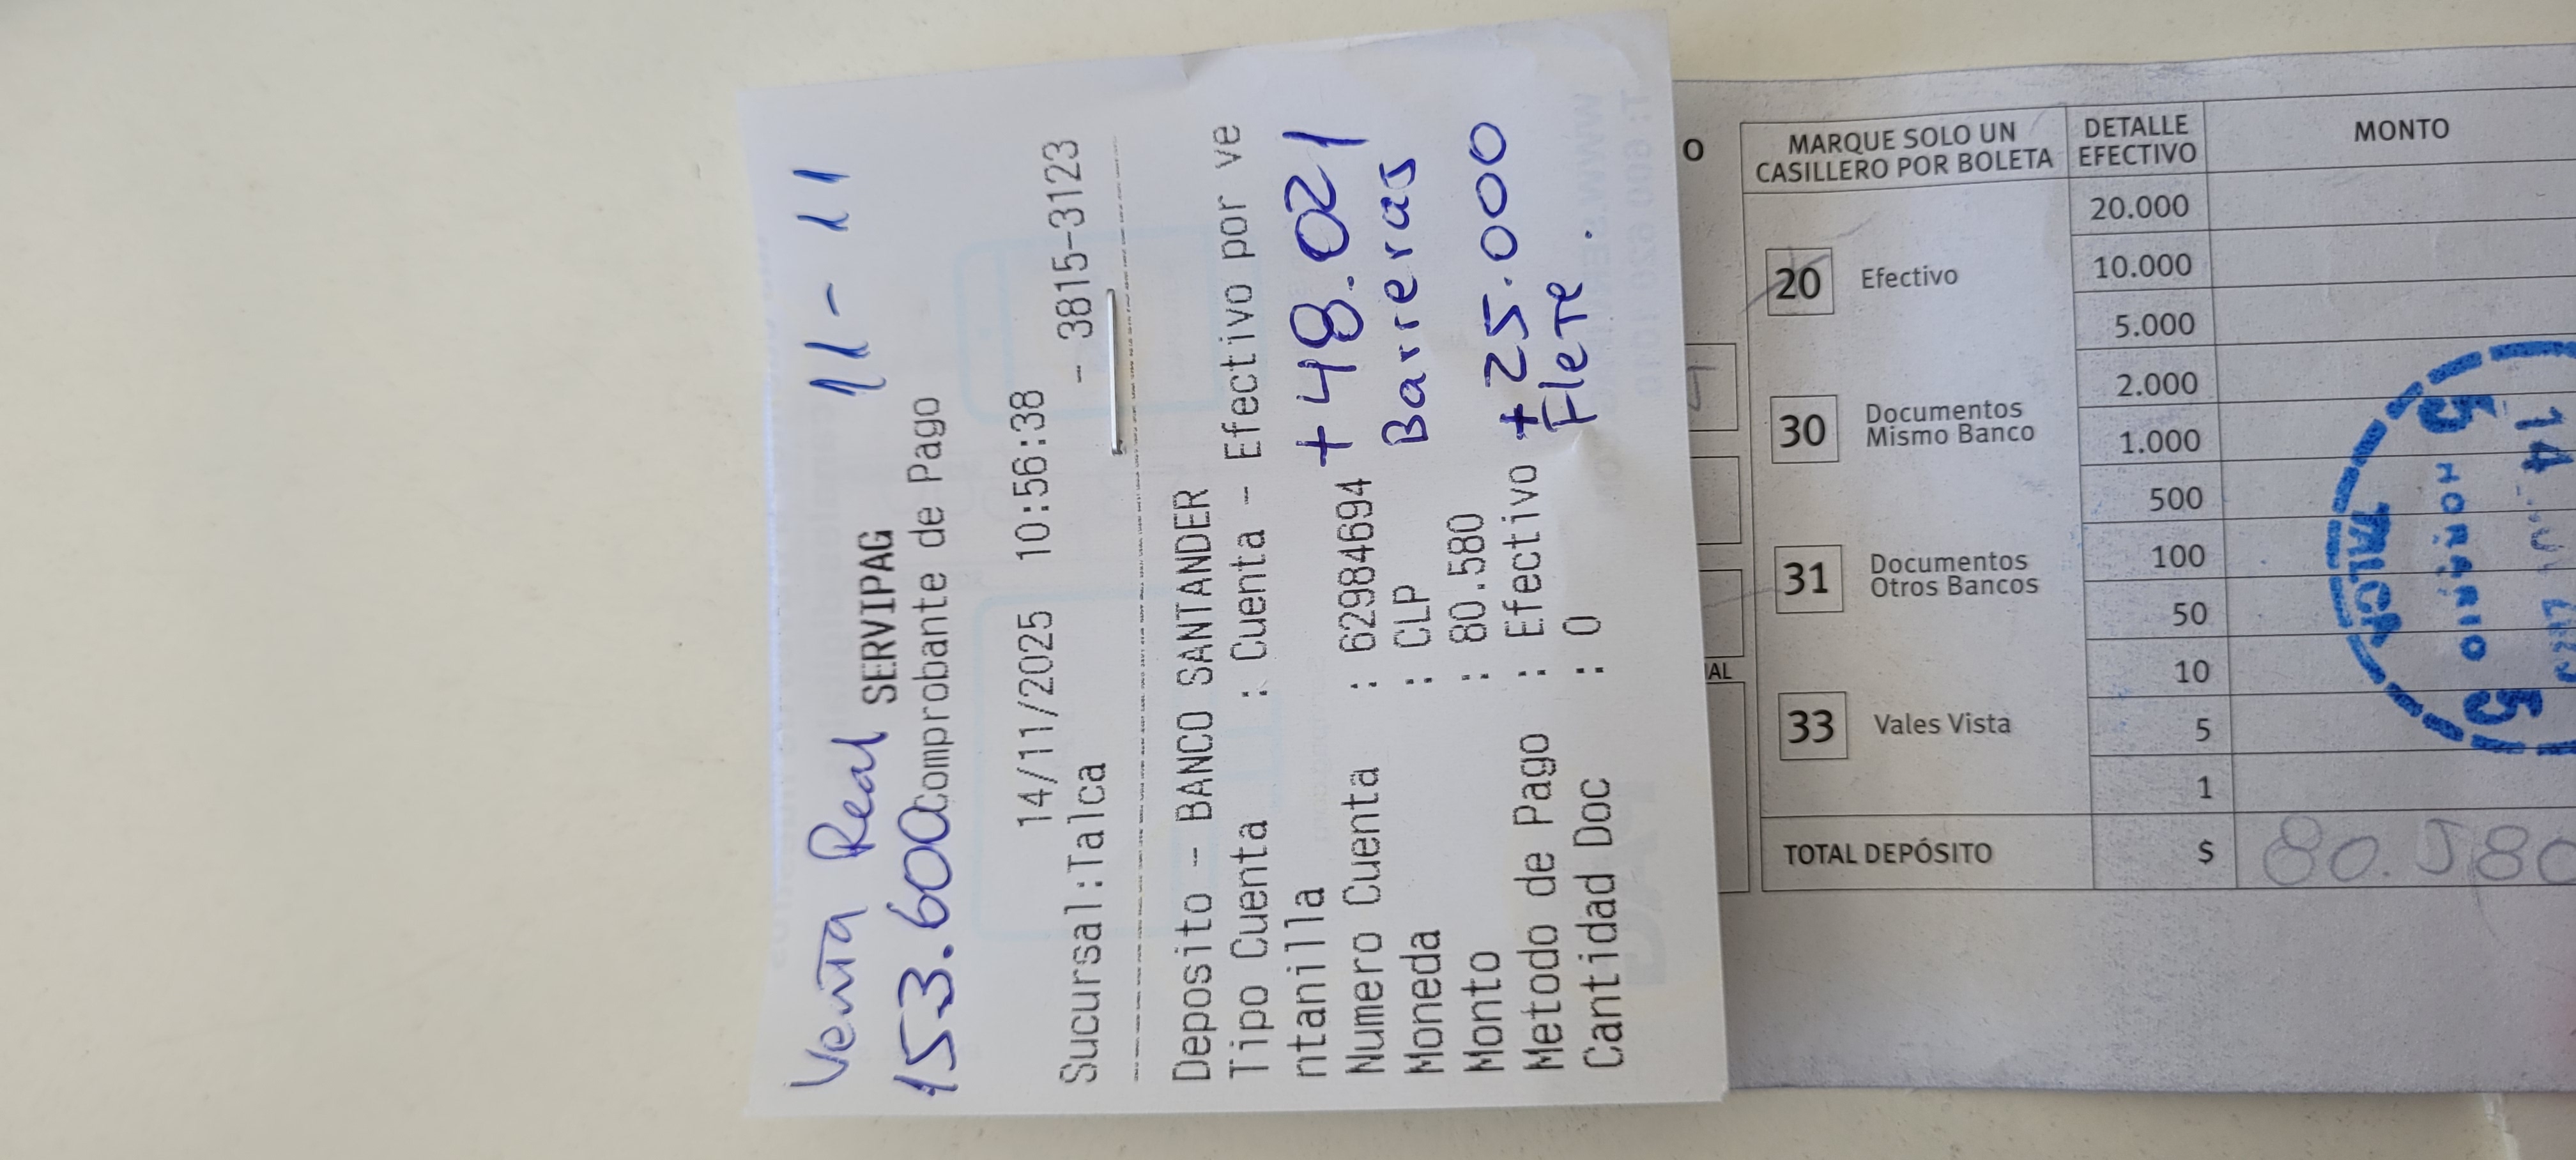 Venta Real 11-11
SERVIPAG
153.600
Comprobante de Pago
14/11/2025 10:56:38
Sucursal:Talca - 3815-3123
Deposito - BANCO SANTANDER
Tipo Cuenta : Cuenta - Efectivo por ve
ntanilla
+48.021
Numero Cuenta : 62984694
Barreras
Moneda : CLP
Monto : 80.580
+25.000
Metodo de Pago : Efectivo
Flete.
Cantidad Doc : 0
O
AL
MARQUE SOLO UN
CASILLERO POR BOLETA
DETALLE
EFECTIVO
MONTO
20 Efectivo
30 Documentos
Mismo Banco
31 Documentos
Otros Bancos
33 Vales Vista
20.000
10.000
5.000
2.000
1.000
500
100
50
10
5
1
TOTAL DEPÓSITO $ 80.580
5 HORARIO 5
TALCA
14